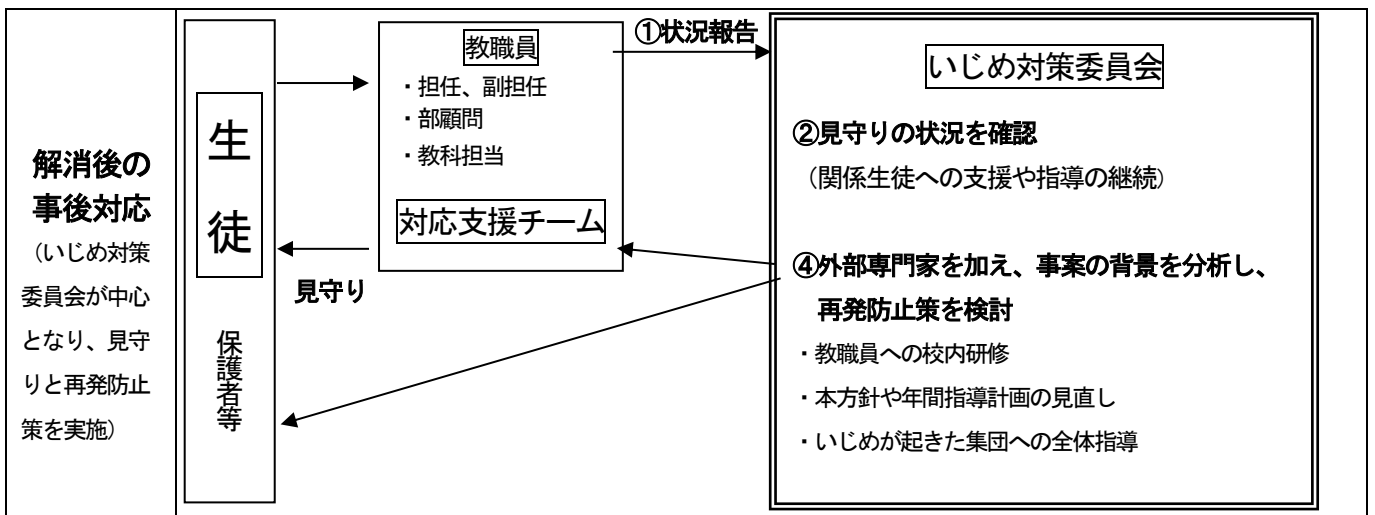 解消後の
事後対応
（いじめ対策
委員会が中心
となり、見守
りと再発防止
策を実施）
生徒
保護者等
教職員
・担任、副担任
・部顧問
・教科担当
対応支援チーム
見守り
①状況報告
いじめ対策委員会
②見守りの状況を確認
（関係生徒への支援や指導の継続）
④外部専門家を加え、事案の背景を分析し、
再発防止策を検討
・教職員への校内研修
・本方針や年間指導計画の見直し
・いじめが起きた集団への全体指導